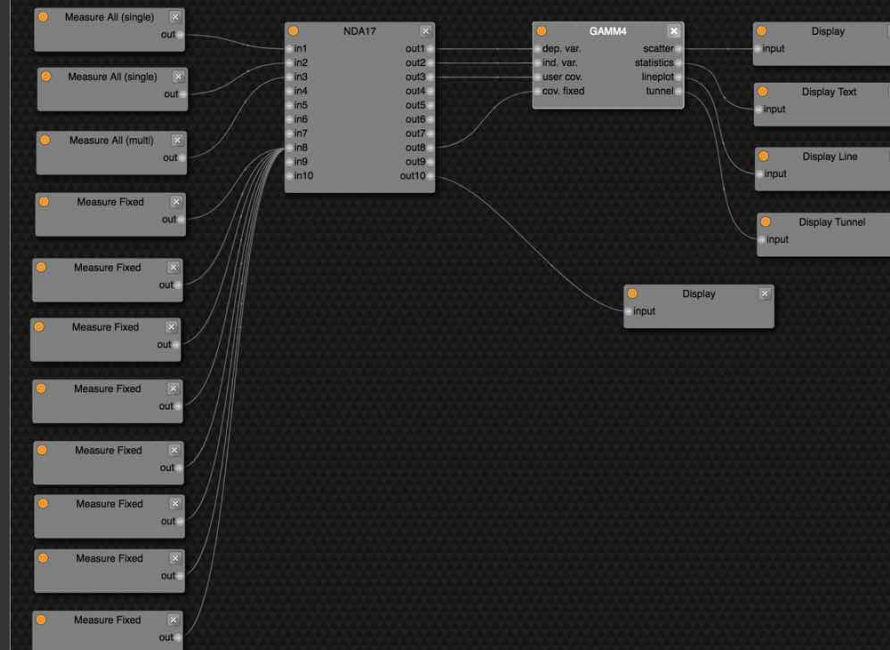 Measure All (single)
out
Measure All (single)
out
Measure All (multi)
out
Measure Fixed
out
Measure Fixed
out
Measure Fixed
out
Measure Fixed
out
Measure Fixed
out
Measure Fixed
out
Measure Fixed
out
Measure Fixed
out
NDA17
in1 out1
in2 out2
in3 out3
in4 out4
in5 out5
in6 out6
in7 out7
in8 out8
in9 out9
in10 out10
GAMM4
dep. var. scatter
ind. var. statistics
user cov. lineplot
cov. fixed tunnel
Display
input
Display Text
input
Display Line
input
Display Tunnel
input
Display
input